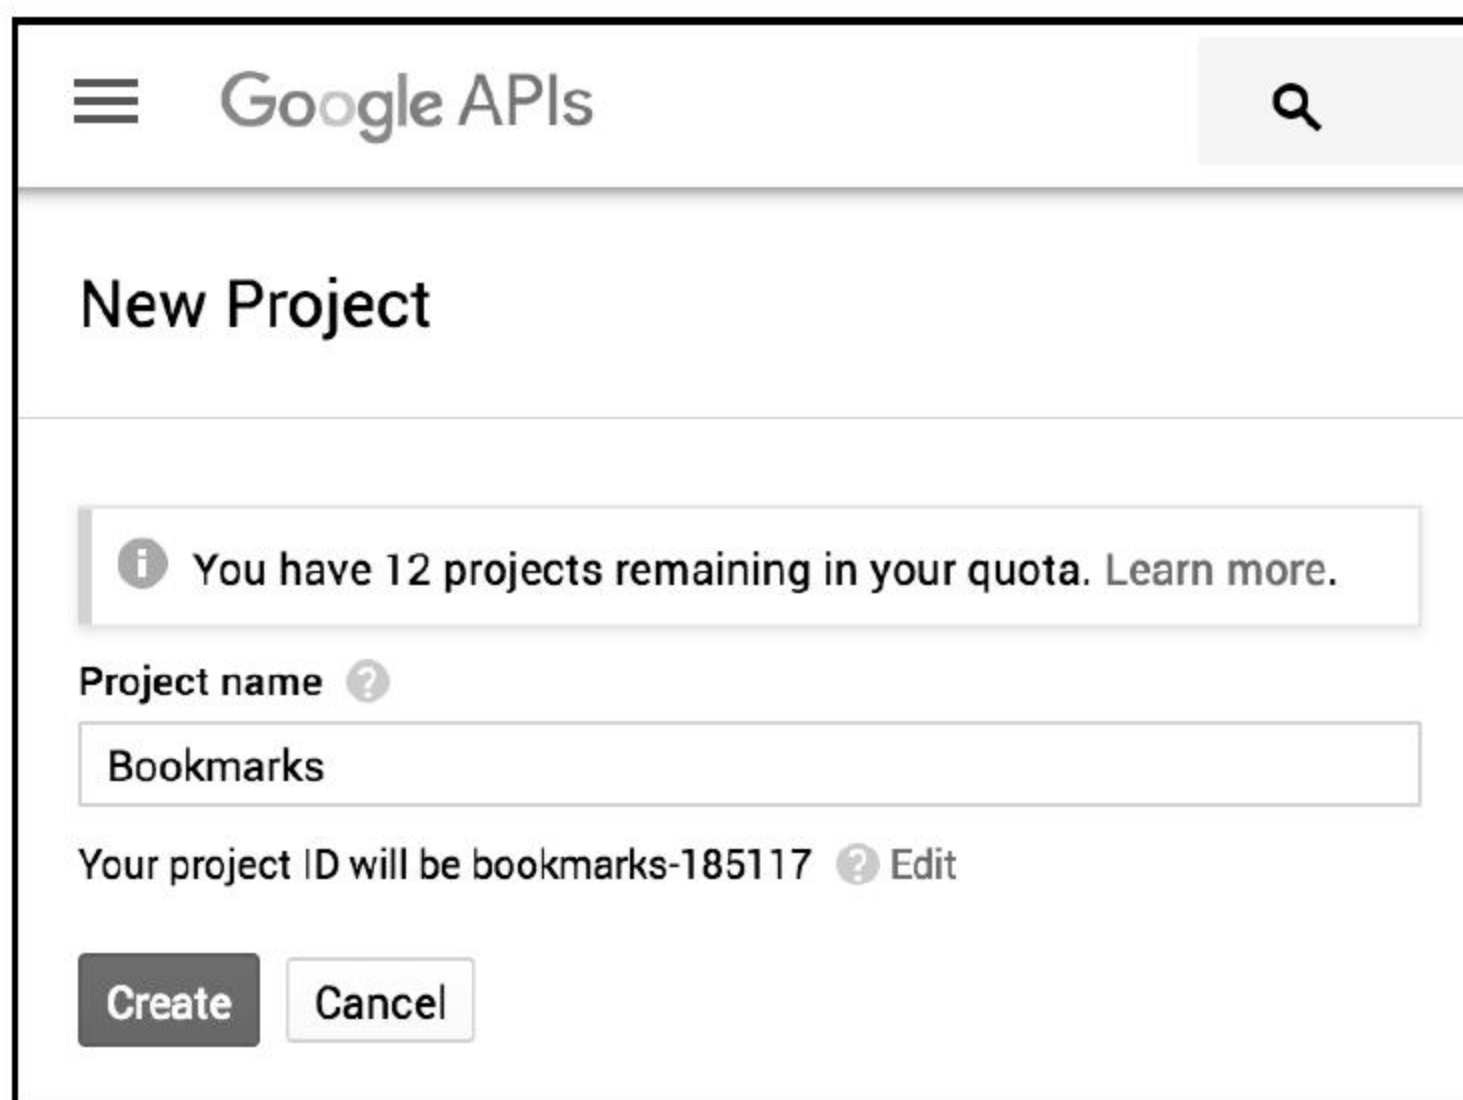 Google APIs
New Project
You have 12 projects remaining in your quota. Learn more.
Project name
Bookmarks
Your project ID will be bookmarks-185117 Edit
Create Cancel